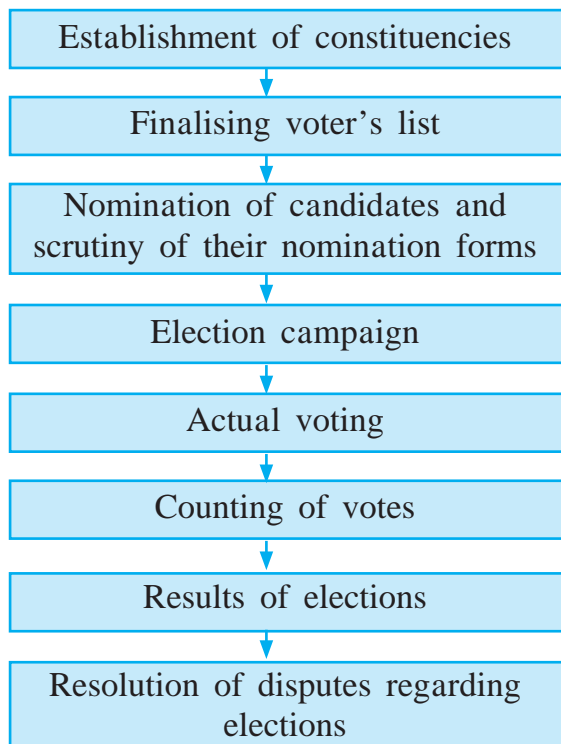 Establishment of constituencies
Finalising voter’s list
Nomination of candidates and
scrutiny of their nomination forms
Election campaign
Actual voting
Counting of votes
Results of elections
Resolution of disputes regarding
elections